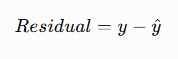 Residual = y − ŷ